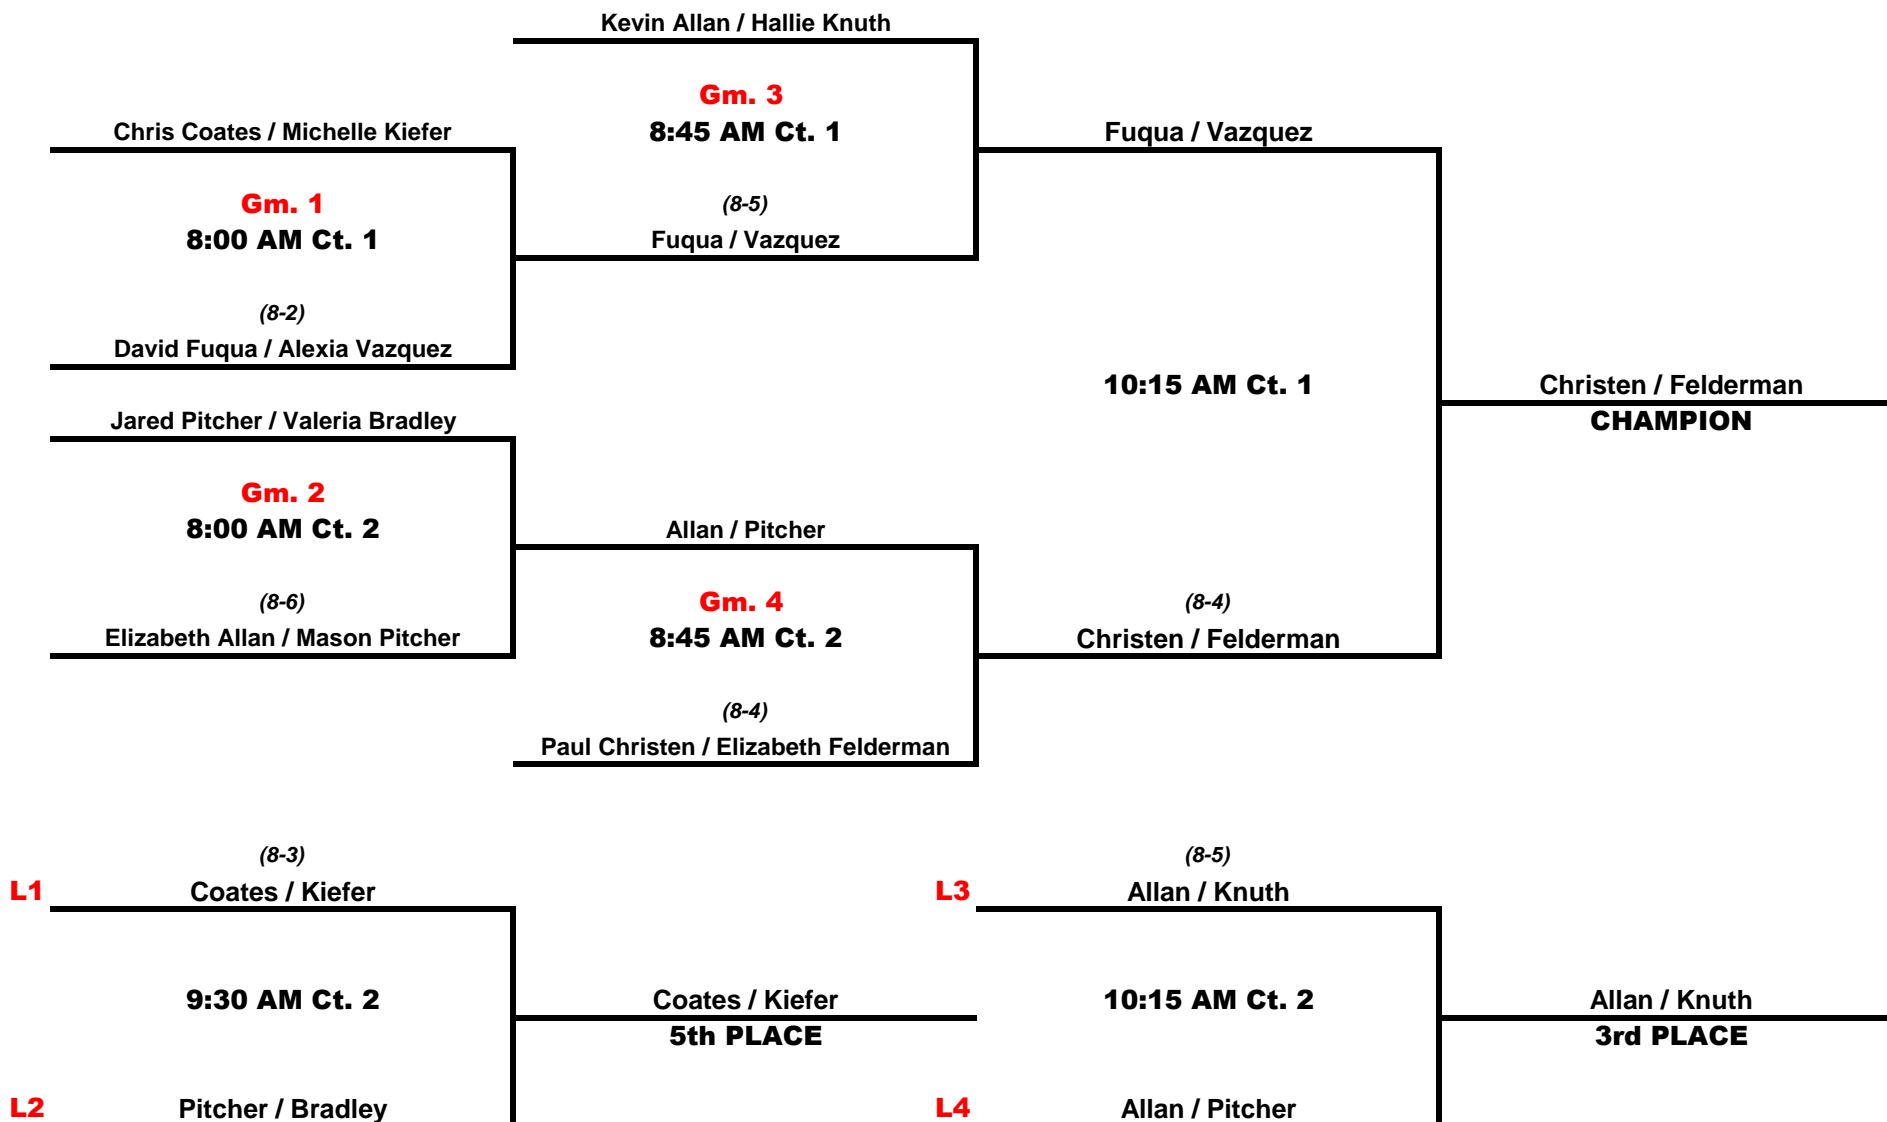 Kevin Allan / Hallie Knuth
Gm. 3
Chris Coates / Michelle Kiefer
8:45 AM Ct. 1
Fuqua / Vazquez
Gm. 1
(8-5)
8:00 AM Ct. 1
Fuqua / Vazquez
(8-2)
David Fuqua / Alexia Vazquez
10:15 AM Ct. 1
Christen / Felderman
Jared Pitcher / Valeria Bradley
CHAMPION
Gm. 2
8:00 AM Ct. 2
Allan / Pitcher
(8-6)
Gm. 4
(8-4)
Elizabeth Allan / Mason Pitcher
8:45 AM Ct. 2
Christen / Felderman
(8-4)
Paul Christen / Elizabeth Felderman
(8-3)
(8-5)
L1
Coates / Kiefer
L3
Allan / Knuth
9:30 AM Ct. 2
Coates / Kiefer
10:15 AM Ct. 2
Allan / Knuth
5th PLACE
3rd PLACE
L2
Pitcher / Bradley
L4
Allan / Pitcher